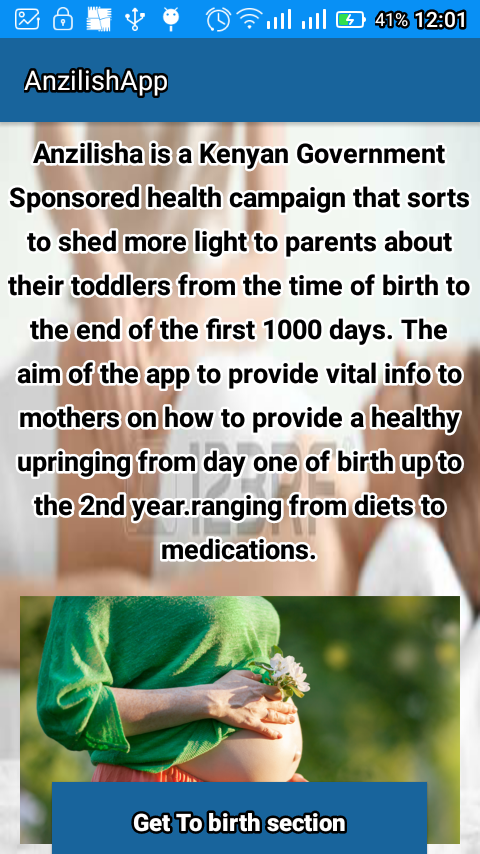 41% 12:01
AnzilishApp
Anzilisha is a Kenyan Government
Sponsored health campaign that sorts
to shed more light to parents about
their toddlers from the time of birth to
the end of the first 1000 days. The
aim of the app to provide vital info to
mothers on how to provide a healthy
upringing from day one of birth up to
the 2nd year.ranging from diets to
medications.
123RF
Get To birth section